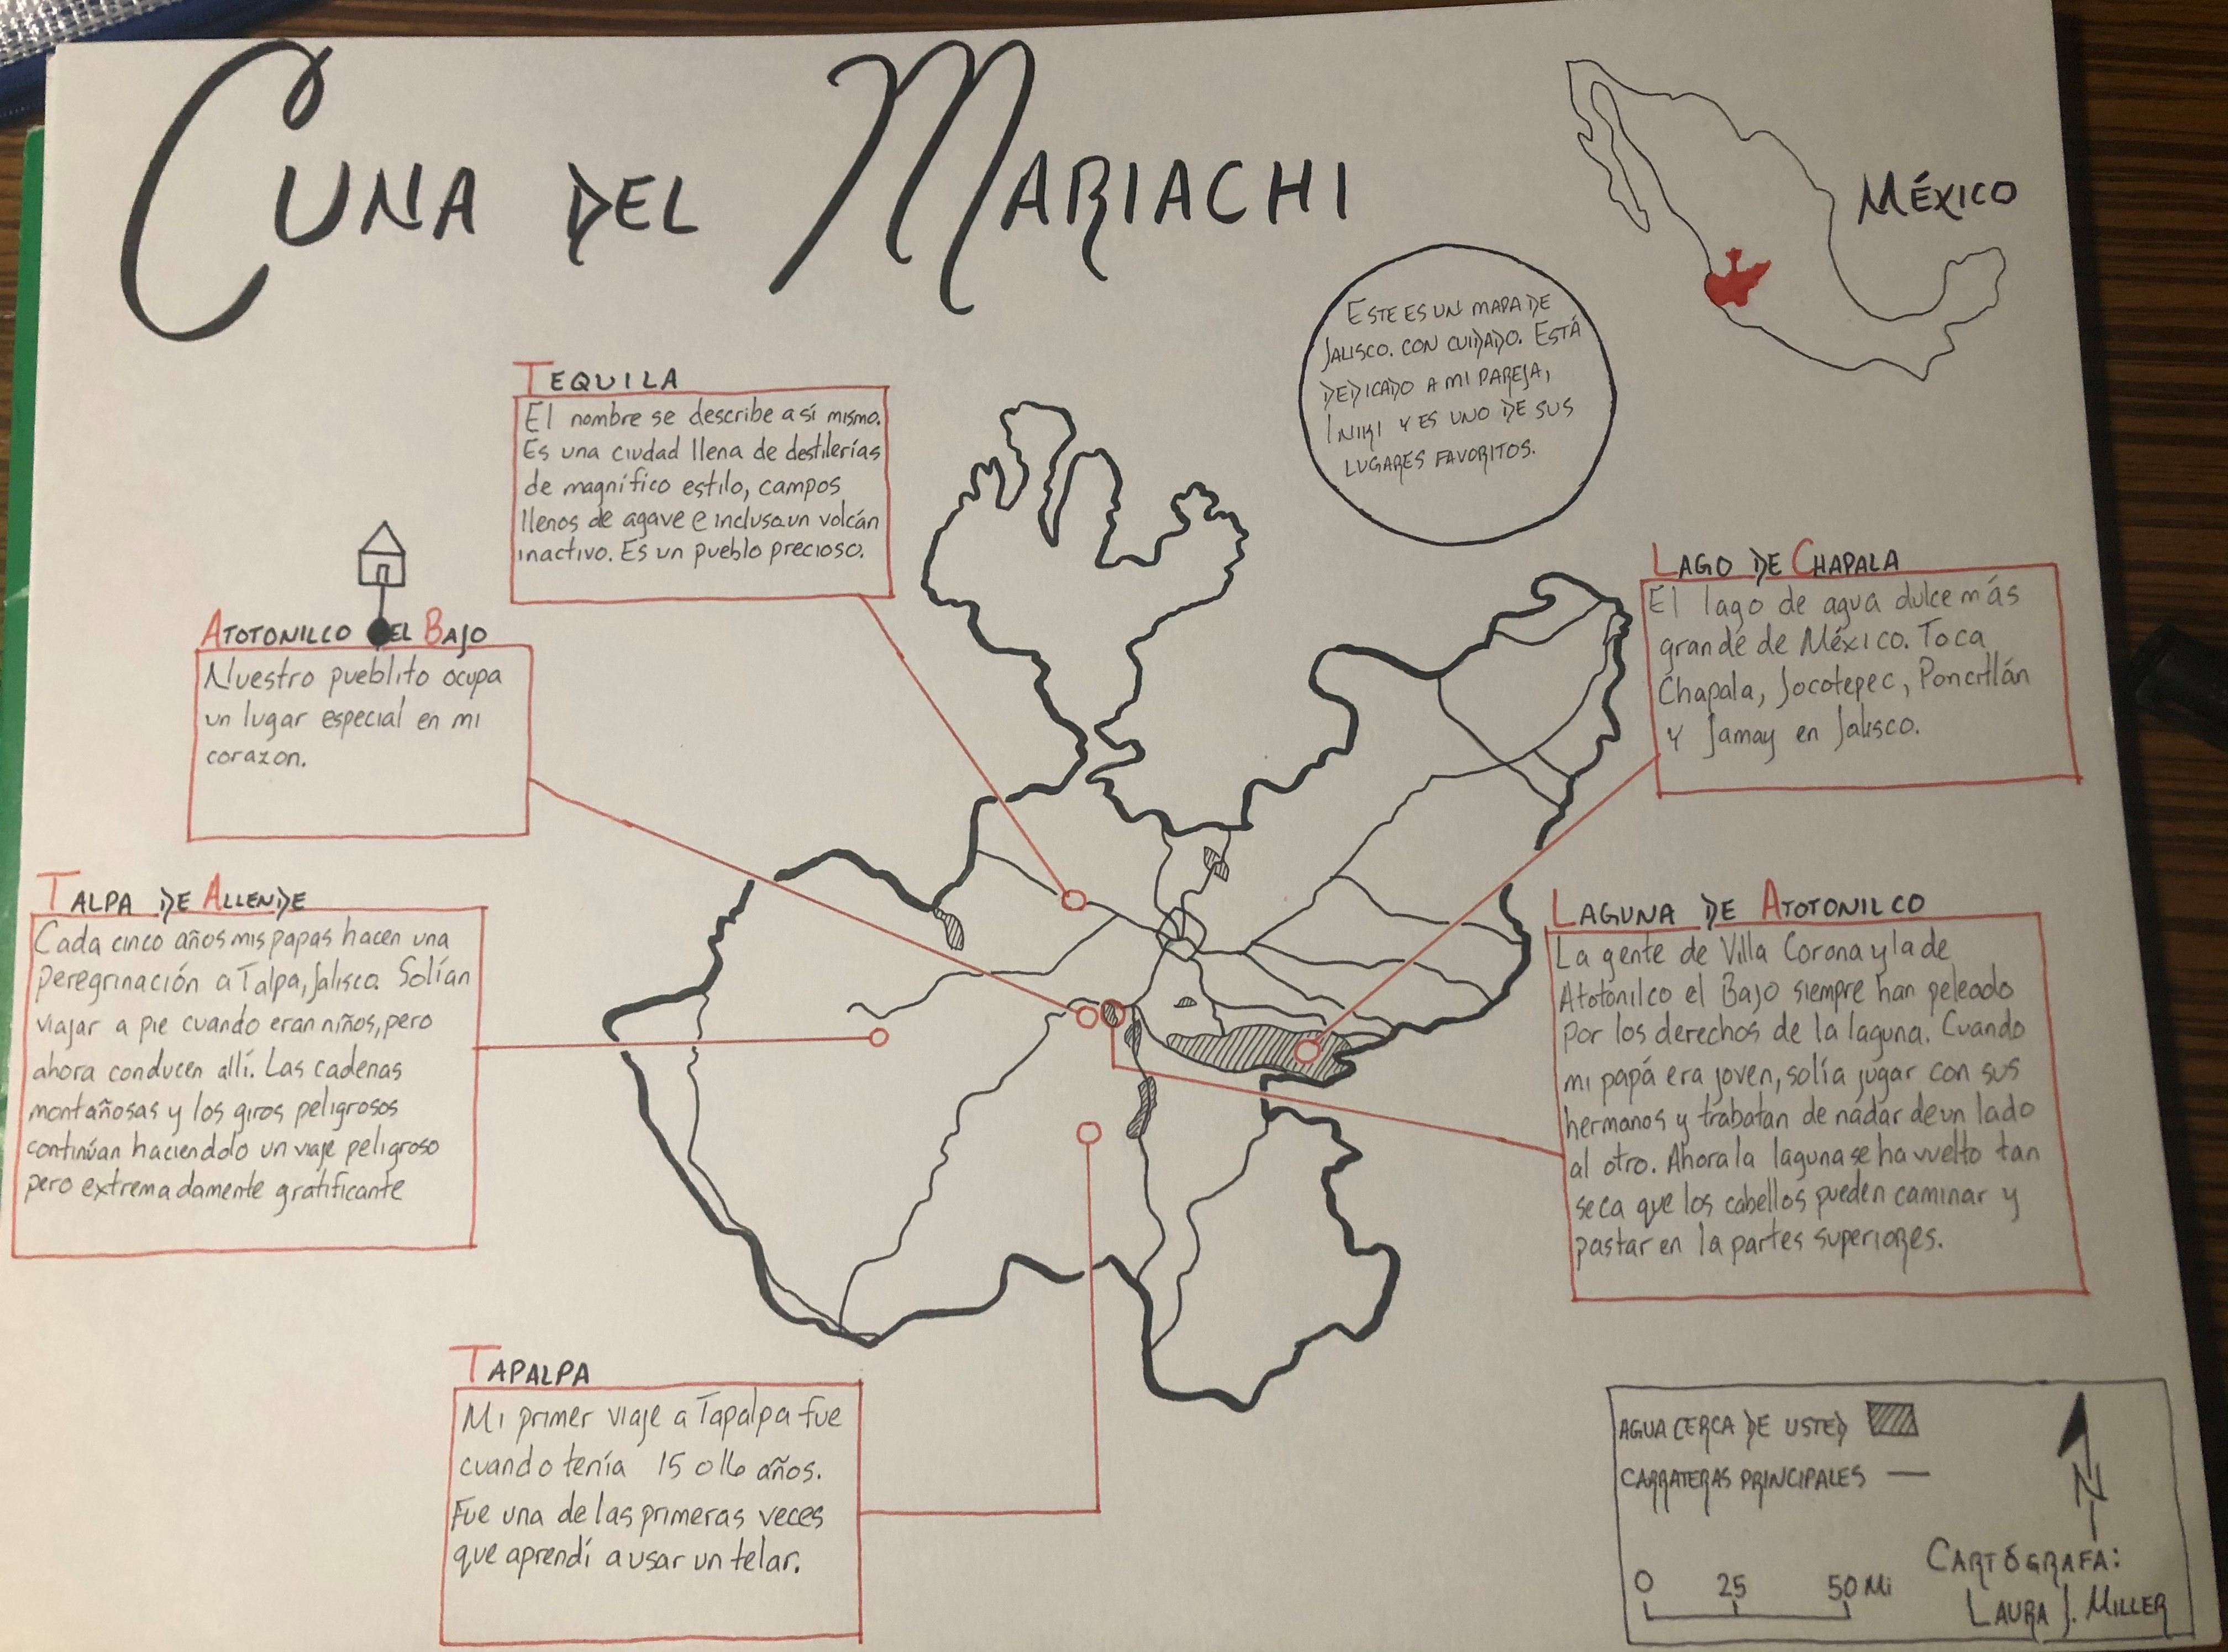 CUNA DEL MARIACHI
MÉXICO
ESTE ES UN MAPA DE
JALISCO. CON CUIDADO. ESTÁ
DEDICADO A MI PAREJA,
INIKI Y ES UNO DE SUS
LUGARES FAVORITOS.
TEQUILA
El nombre se describe a sí mismo.
Es una ciudad llena de destilerías
de magnífico estilo, campos
llenos de agave e inclusoun volcán
inactivo. Es un pueblo precioso.
ATOTONILCO EL BAJO
Nuestro pueblito ocupa
un lugar especial en mi
corazon.
LAGO DE CHAPALA
El lago de agua dulce más
grande de México. Toca
Chapala, Jocotepec, Poncitlán
Y Jamay en Jalisco.
TALPA DE ALLENDE
Cada cinco años mis papas hacen una
peregrinación a Talpa, Jalisco. Solían
viajar a pie cuando eran niños, pero
ahora conducen allí. Las cadenas
montañosas y los giros peligrosos
continúan haciendolo un viaje peligroso
pero extremadamente gratificante
LAGUNA DE ATOTONILCO
La gente de Villa Corona y la de
Atotonilco el Bajo siempre han peleado
por los derechos de la laguna. Cuando
mi papá era joven, solía jugar con sus
hermanos y trabatan de nadar de un lado
al otro. Ahora la laguna se ha vuelto tan
seca que los cabellos pueden caminar y
pastar en la partes superiores.
TAPALPA
Mi primer viaje a Tapalpa fue
cuando tenía 15 o 16 años.
Fue una de las primeras veces
que aprendí a usar un telar.
AGUA CERCA DE USTED
CARRATERAS PRINCIPALES
N
0 25 50 Mi
CARTÓGRAFA:
LAURA J. MILLER